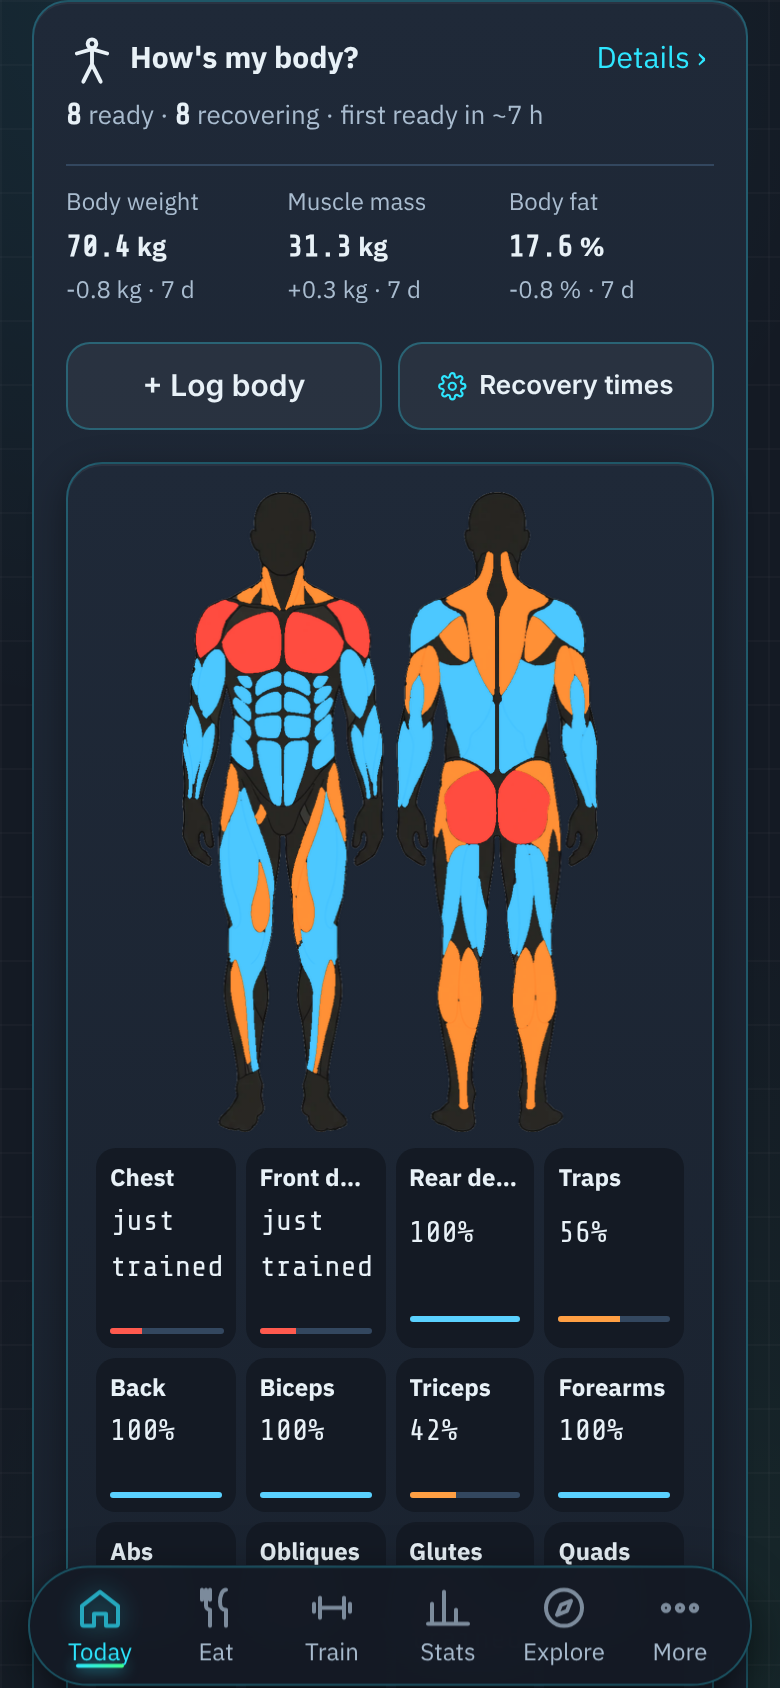 How's my body?
Details ›
8 ready · 8 recovering · first ready in ~7 h
Body weight
Muscle mass
Body fat
70.4 kg
31.3 kg
17.6 %
-0.8 kg · 7 d
+0.3 kg · 7 d
-0.8 % · 7 d
+ Log body
Recovery times
Chest
just
trained
Front d...
just
trained
Rear de...
100%
Traps
56%
Back
100%
Biceps
100%
Triceps
42%
Forearms
100%
Abs
Obliques
Glutes
Quads
Today
Eat
Train
Stats
Explore
More